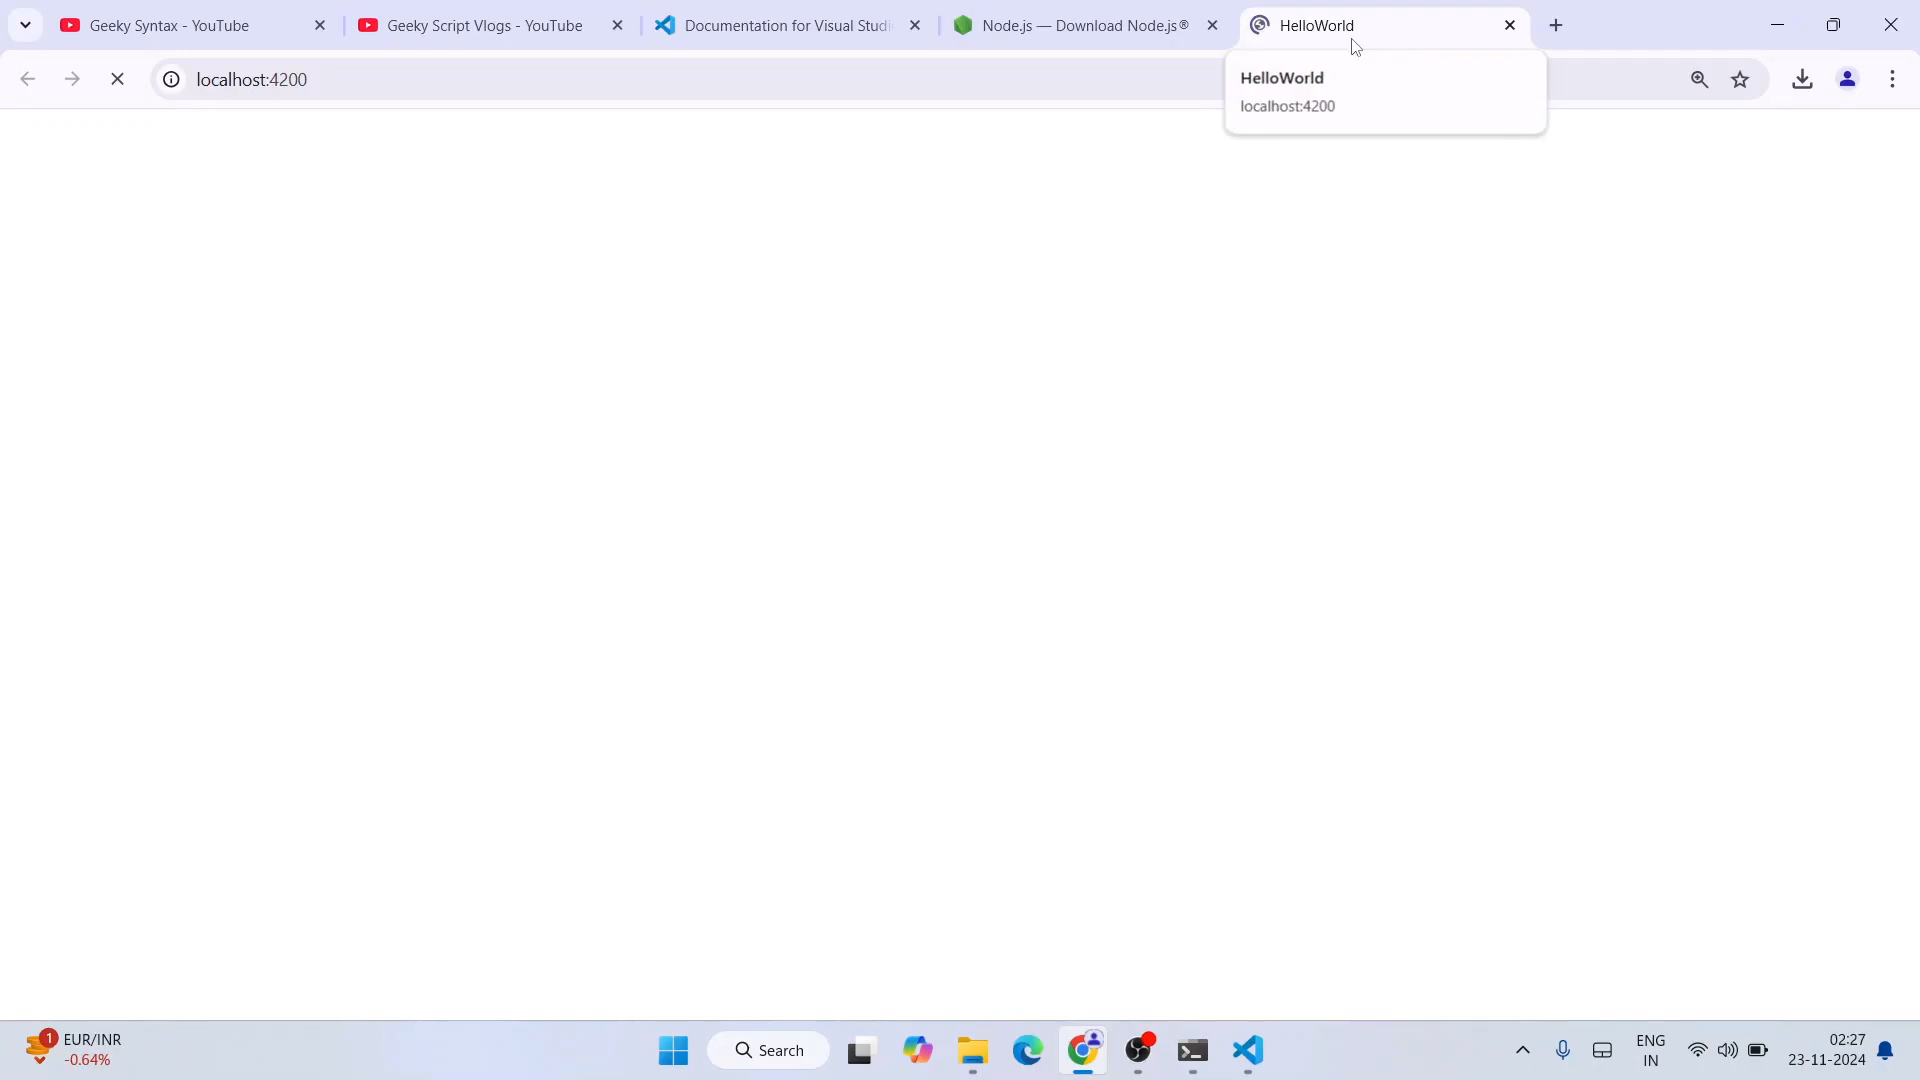 Geeky Syntax - YouTube
Geeky Script Vlogs - YouTube
Documentation for Visual Studi
Node.js — Download Node.js®
HelloWorld
localhost:4200
HelloWorld
localhost:4200
1
EUR/INR
-0.64%
Search
ENG
IN
02:27
23-11-2024